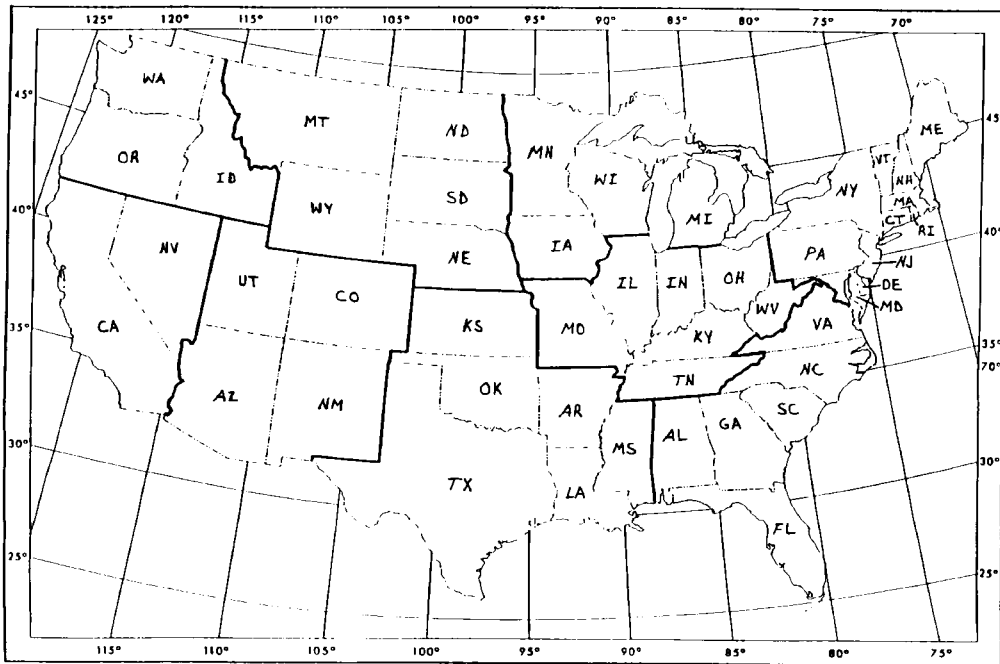 125° 120° 115° 110° 105° 100° 95° 90° 85° 80° 75° 70°
45° 45°
WA MT ND MN ME
OR ID WY SD WI MI NY VT NH
MA
CT RI
40° 40°
NV UT CO NE IA IL IN OH PA NJ
DE
MD
CA KS MO KY WV VA
35° 35°
70°
AZ NM OK AR TN NC
SC
MS AL GA
30° 30°
TX LA FL
25° 25°
115° 110° 105° 100° 95° 90° 85° 80° 75°